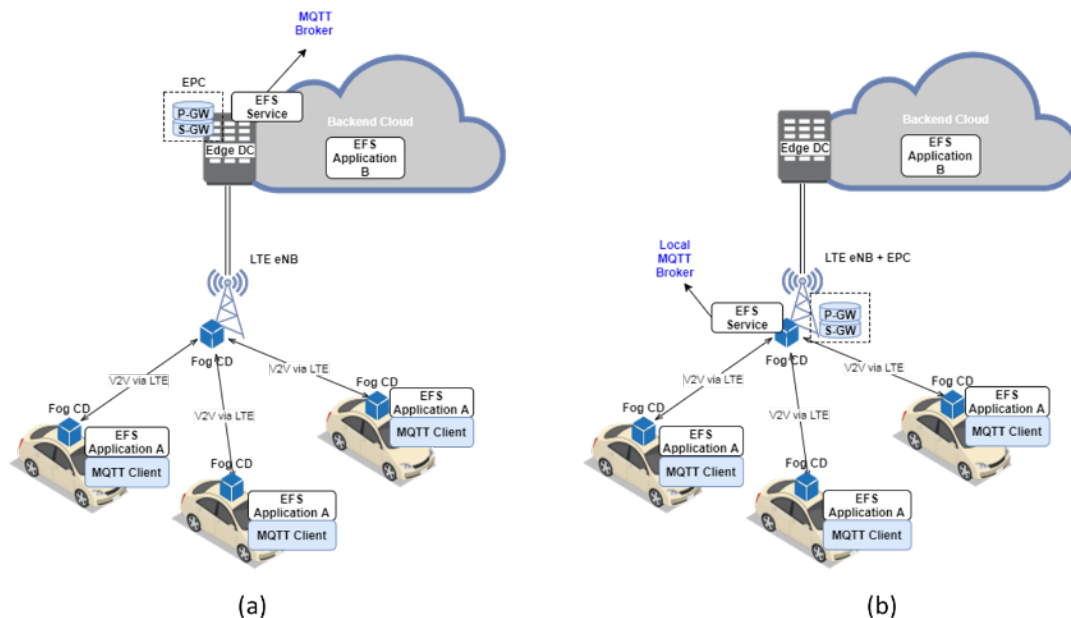 MQTT
Broker
EPC
P-GW
S-GW
EFS
Service
Edge DC
Backend Cloud
EFS
Application
B
LTE eNB
Fog CD
V2V via LTE
V2V via LTE
V2V via LTE
Fog CD
EFS
Application A
MQTT Client
Fog CD
EFS
Application A
MQTT Client
Fog CD
EFS
Application A
MQTT Client
(a)
Edge DC
Backend Cloud
EFS
Application
B
Local
MQTT
Broker
LTE eNB + EPC
EFS
Service
P-GW
S-GW
Fog CD
V2V via LTE
V2V via LTE
V2V via LTE
Fog CD
EFS
Application A
MQTT Client
Fog CD
EFS
Application A
MQTT Client
Fog CD
EFS
Application A
MQTT Client
(b)